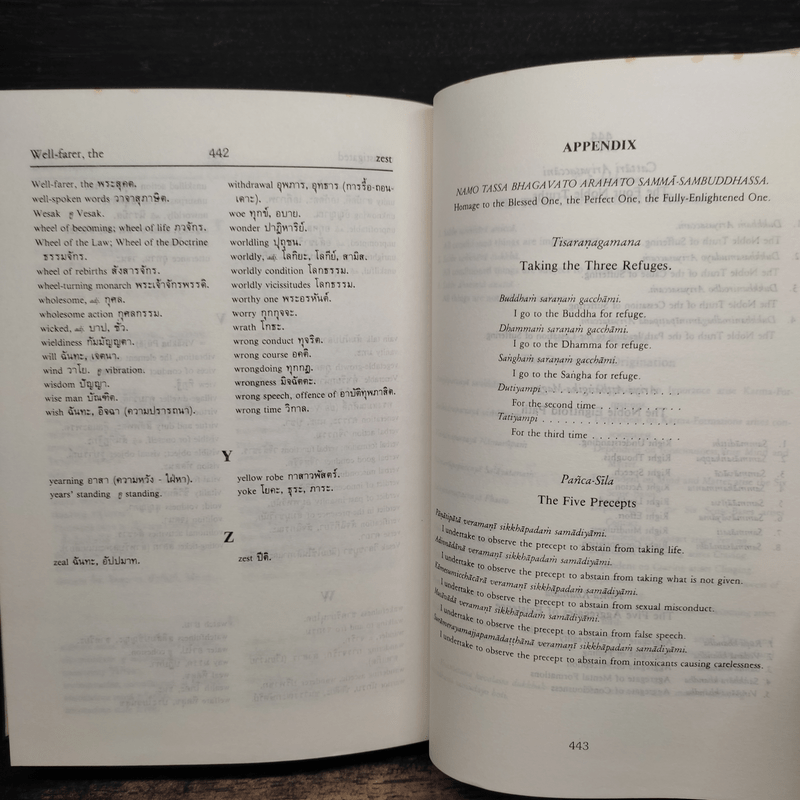 Well-farer, the
442
zest
Well-farer, the พระสุคต.
well-spoken words วาจาสุภาษิต.
Wesak ดู Vesak.
wheel of becoming; wheel of life ภวจักร.
Wheel of the Law; Wheel of the Doctrine
ธรรมจักร.
wheel of rebirths สังสารจักร.
wheel-turning monarch พระเจ้าจักรพรรดิ.
wholesome, กุศล.
wholesome action กุศลกรรม.
wicked, บาป, ชั่ว.
wieldiness กัมมัญญตา.
will ฉันทะ, เจตนา.
wind วาโย. ดู vibration.
wisdom ปัญญา.
wise man บัณฑิต.
wish ฉันทะ, อิจฉา (ความปรารถนา).
withdrawal อุพภาร, อุทธาร (การรื้อ-ถอน-
เดาะ).
woe ทุกข์, อบาย.
wonder ปาฏิหาริย์.
worldling ปุถุชน.
worldly, โลกิยะ, โลกีย์, สามิส.
worldly condition โลกธรรม.
worldly vicissitudes โลกธรรม.
worthy one พระอรหันต์.
worry กุกกุจจะ.
wrath โกธะ.
wrong conduct ทุจริต.
wrong course อคติ.
wrongdoing ทุกกฏ.
wrongness มิจฉัตตะ.
wrong speech, offence of อาบัติทุพภาสิต.
wrong time วิกาล.
Y
yearning อาสา (ความหวัง - ใฝ่หา).
years' standing ดู standing.
yellow robe กาสาวพัสตร์.
yoke โยคะ, ธุระ, ภาระ.
Z
zeal ฉันทะ, อัปปมาท.
zest ปีติ.
APPENDIX
NAMO TASSA BHAGAVATO ARAHATO SAMMĀ-SAMBUDDHASSA.
Homage to the Blessed One, the Perfect One, the Fully-Enlightened One.
Tisaraṇagamana
Taking the Three Refuges.
Buddhaṁ saraṇaṁ gacchāmi.
I go to the Buddha for refuge.
Dhammaṁ saraṇaṁ gacchāmi.
I go to the Dhamma for refuge.
Saṅghaṁ saraṇaṁ gacchāmi.
I go to the Saṅgha for refuge.
Dutiyampi . . . . . . . . . . . . . . . . .
For the second time . . . . . . . . . .
Tatiyampi . . . . . . . . . . . . . . . . .
For the third time . . . . . . . . . . .
Pañca-Sīla
The Five Precepts
Pāṇātipātā veramaṇī sikkhāpadaṁ samādiyāmi.
I undertake to observe the precept to abstain from taking life.
Adinnādānā veramaṇī sikkhāpadaṁ samādiyāmi.
I undertake to observe the precept to abstain from taking what is not given.
Kāmesumicchācārā veramaṇī sikkhāpadaṁ samādiyāmi.
I undertake to observe the precept to abstain from sexual misconduct.
Musāvādā veramaṇī sikkhāpadaṁ samādiyāmi.
I undertake to observe the precept to abstain from false speech.
Surāmerayamajjapamādaṭṭhānā veramaṇī sikkhāpadaṁ samādiyāmi.
I undertake to observe the precept to abstain from intoxicants causing carelessness.
443